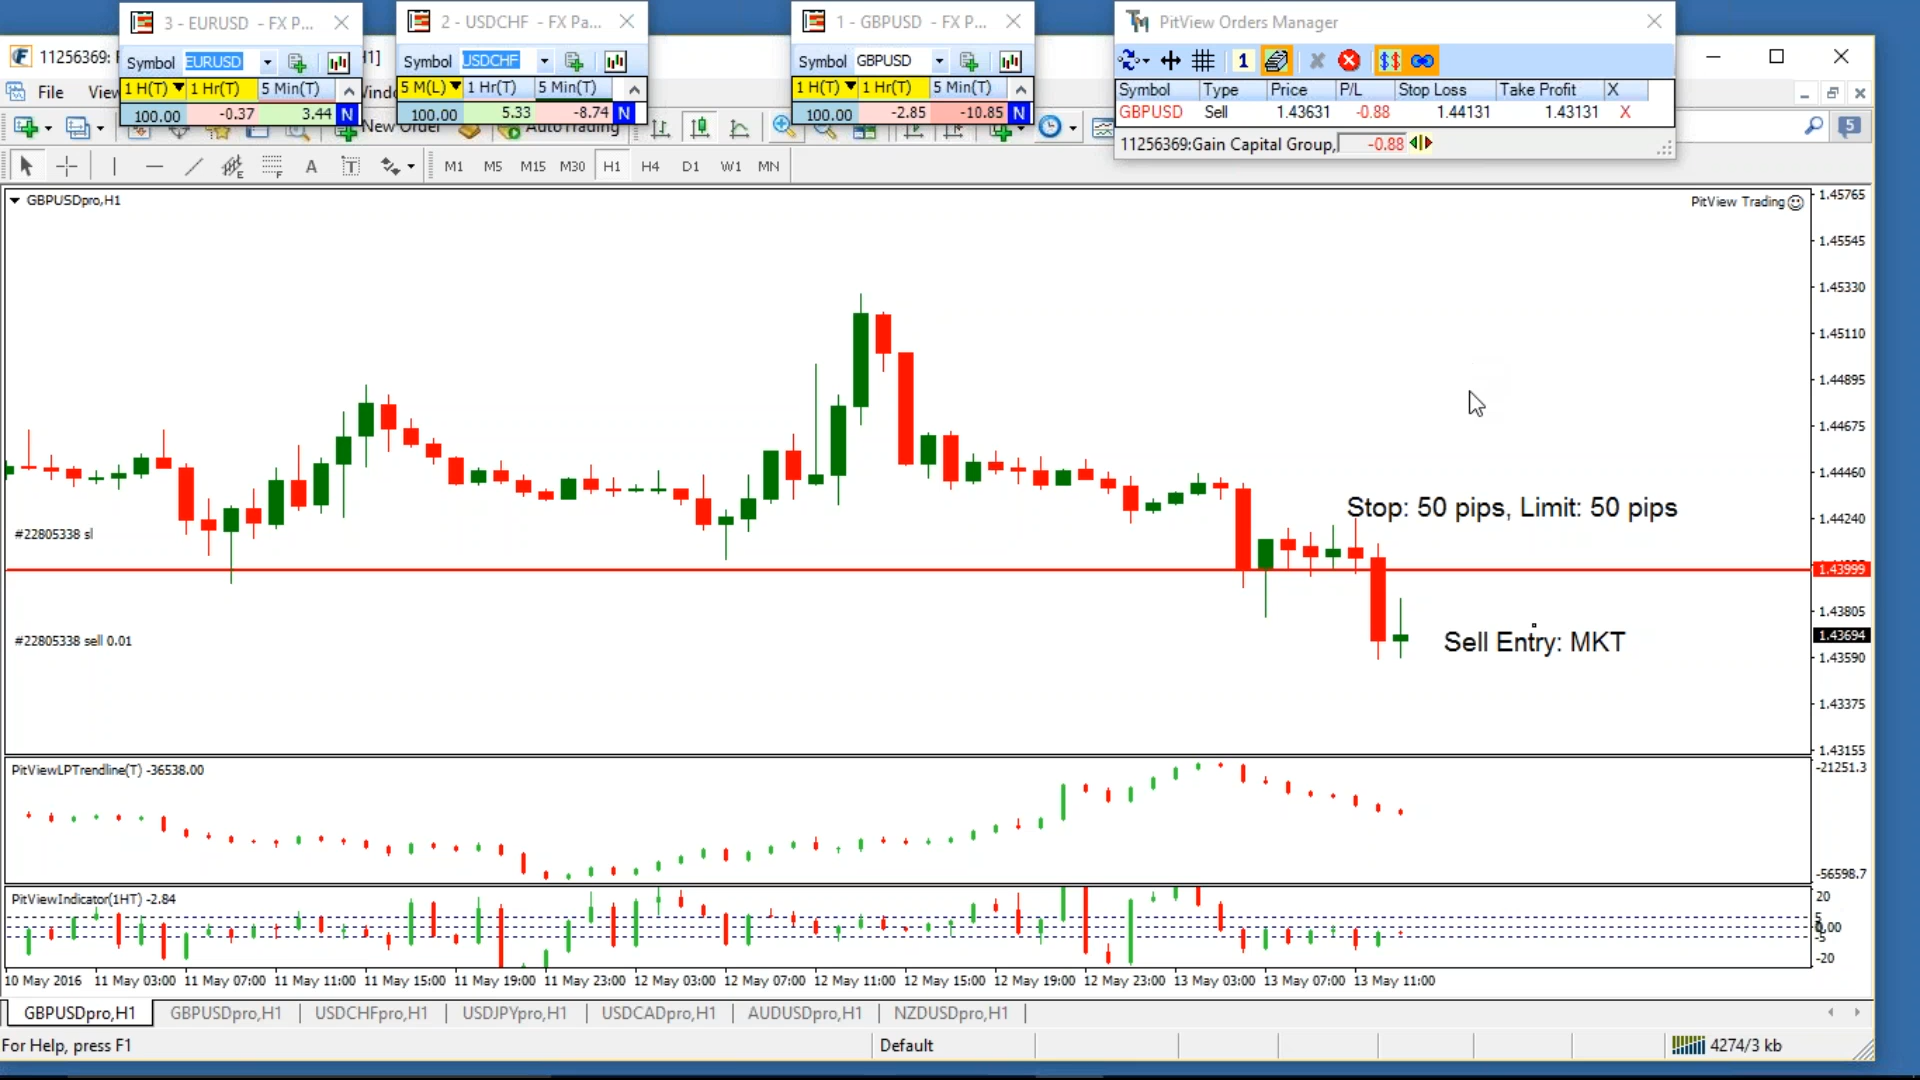 3 - EURUSD - FX P...
2 - USDCHF - FX Pa...
1 - GBPUSD - FX P...
PitView Orders Manager
11256369:
File
Symbol EURUSD
Symbol USDCHF
Symbol GBPUSD
1
1 H(T) 1 Hr(T) 5 Min(T)
5 M(L) 1 Hr(T) 5 Min(T)
1 H(T) 1 Hr(T) 5 Min(T)
100.00 -0.37 3.44 N
100.00 5.33 -8.74 N
100.00 -2.85 -10.85 N
Symbol Type Price P/L Stop Loss Take Profit X
GBPUSD Sell 1.43631 -0.88 1.44131 1.43131 X
11256369:Gain Capital Group, -0.88
New Order
AutoTrading
5
M1 M5 M15 M30 H1 H4 D1 W1 MN
GBPUSDpro,H1
PitView Trading
1.45765
1.45545
1.45330
1.45110
1.44895
1.44675
1.44460
1.44240
1.43999
1.43805
1.43694
1.43590
1.43375
1.43155
Stop: 50 pips, Limit: 50 pips
#22805338 sl
#22805338 sell 0.01
Sell Entry: MKT
PitViewLPTrendline(T) -36538.00
-21251.3
-56598.7
PitViewIndicator(1HT) -2.84
20
5
0.00
-5
-20
10 May 2016 11 May 03:00 11 May 07:00 11 May 11:00 11 May 15:00 11 May 19:00 11 May 23:00 12 May 03:00 12 May 07:00 12 May 11:00 12 May 15:00 12 May 19:00 12 May 23:00 13 May 03:00 13 May 07:00 13 May 11:00
GBPUSDpro,H1 GBPUSDpro,H1 USDCHFpro,H1 USDJPYpro,H1 USDCADpro,H1 AUDUSDpro,H1 NZDUSDpro,H1
For Help, press F1
Default
4274/3 kb